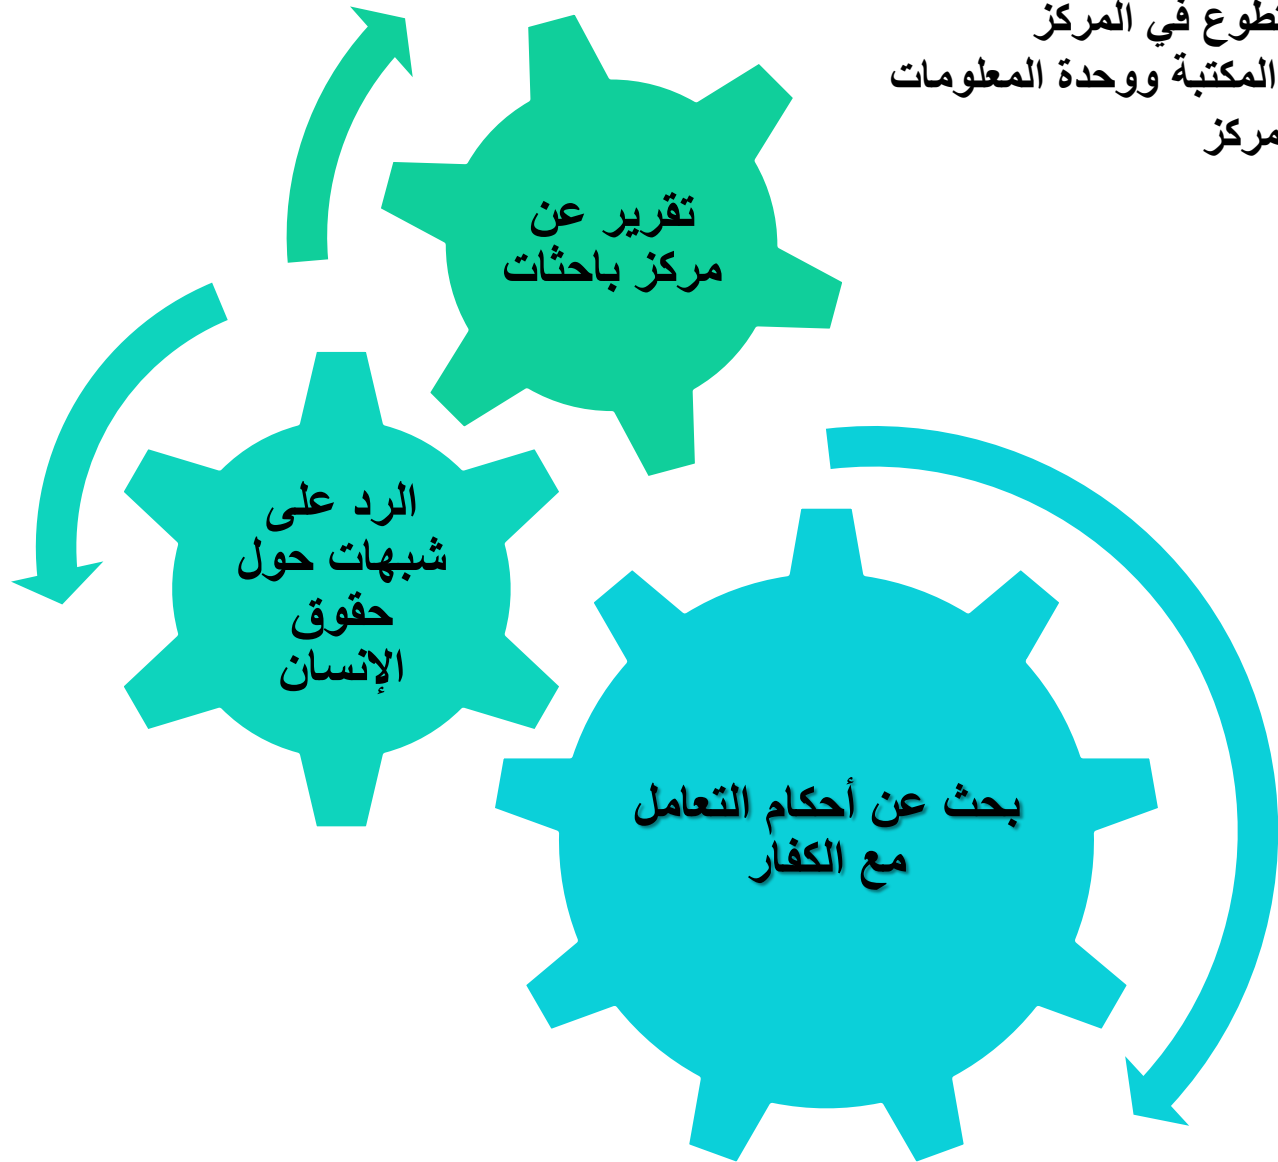 في المركز
المكتبة ووحدة المعلومات
مركز
تقرير عن
مركز باحثات
الرد على
شبهات حول
حقوق
الإنسان
بحث عن أحكام التعامل
مع الكفار